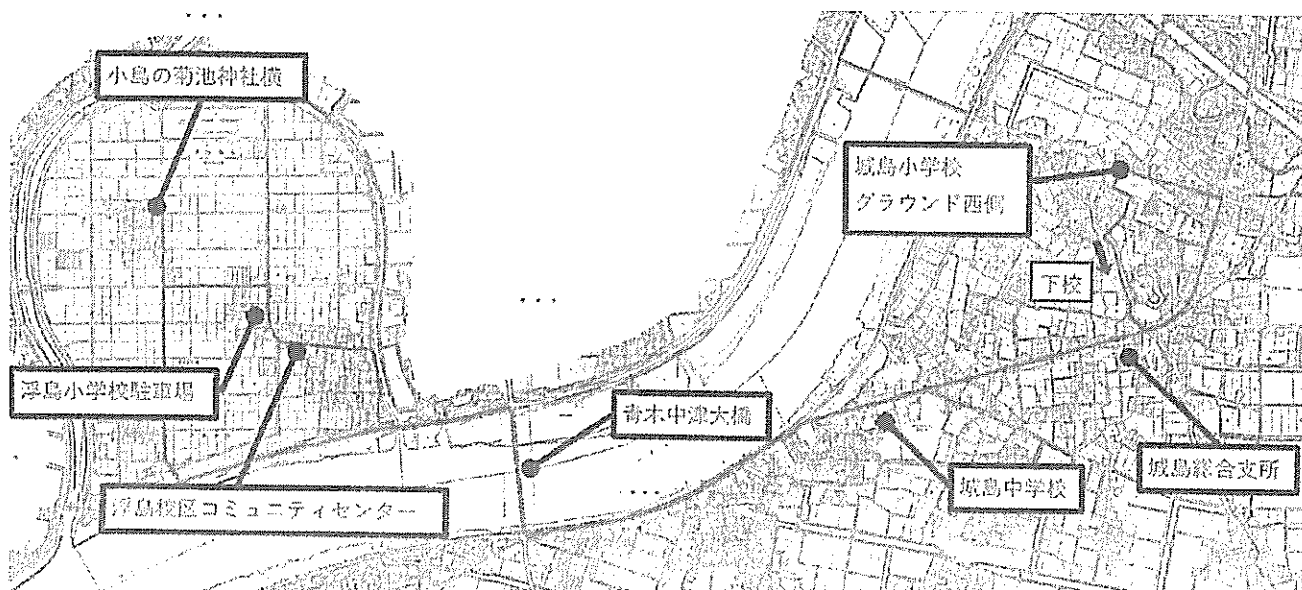 小島の菊池神社横
城島小学校
グラウンド西側
下校
浮島小学校駐車場
青木中津大橋
城島中学校
城島総合支所
浮島校区コミュニティセンター